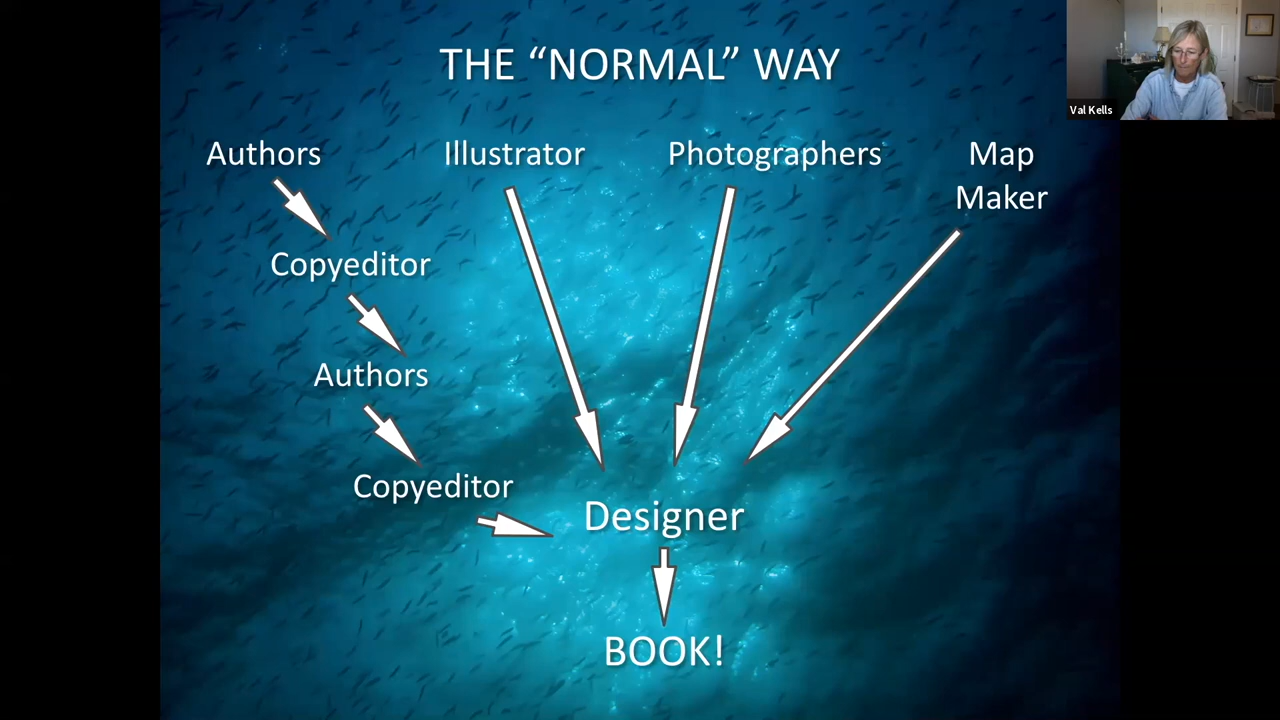 THE “NORMAL” WAY
Val Kells
Authors
Illustrator
Photographers
Map
Maker
Copyeditor
Authors
Copyeditor
Designer
BOOK!